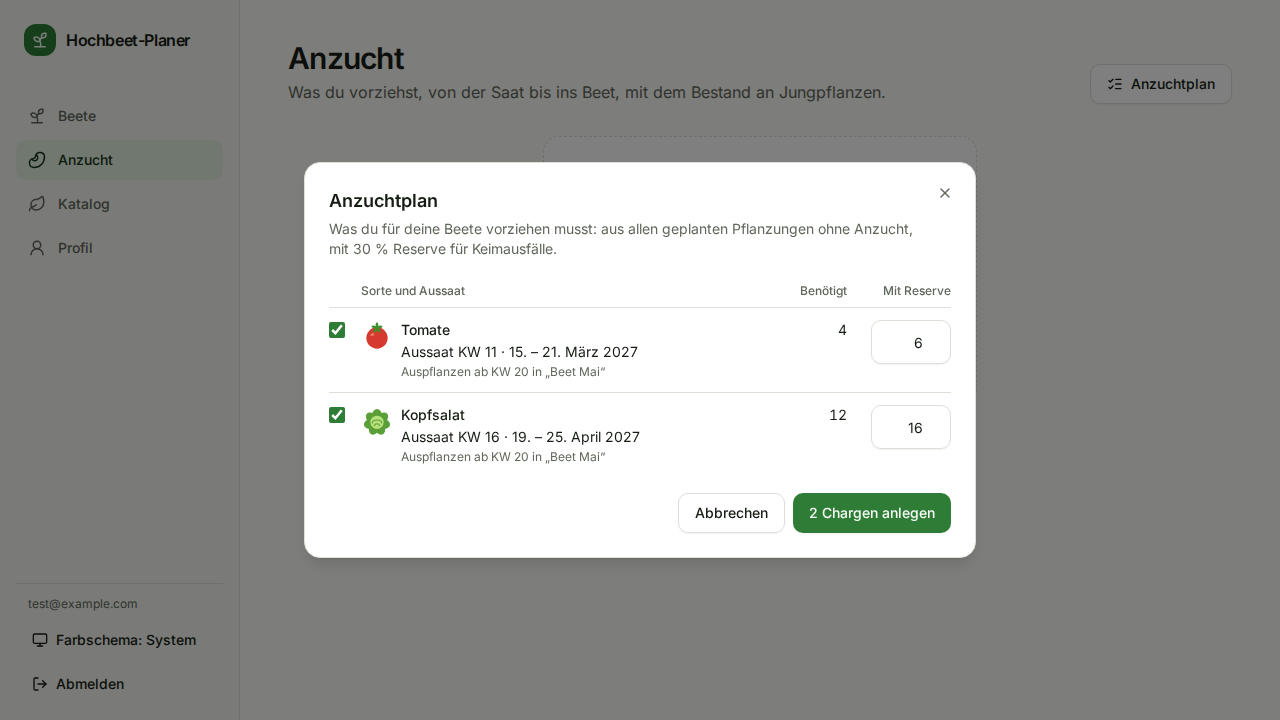 Hochbeet-Planer
Beete
Anzucht
Katalog
Profil
test@example.com
Farbschema: System
Abmelden
Anzucht
Was du vorziehst, von der Saat bis ins Beet, mit dem Bestand an Jungpflanzen.
Anzuchtplan
Anzuchtplan
Was du für deine Beete vorziehen musst: aus allen geplanten Pflanzungen ohne Anzucht,
mit 30 % Reserve für Keimausfälle.
Sorte und Aussaat Benötigt Mit Reserve
Tomate 4 6
Aussaat KW 11 · 15. – 21. März 2027
Auspflanzen ab KW 20 in „Beet Mai“
Kopfsalat 12 16
Aussaat KW 16 · 19. – 25. April 2027
Auspflanzen ab KW 20 in „Beet Mai“
Abbrechen 2 Chargen anlegen